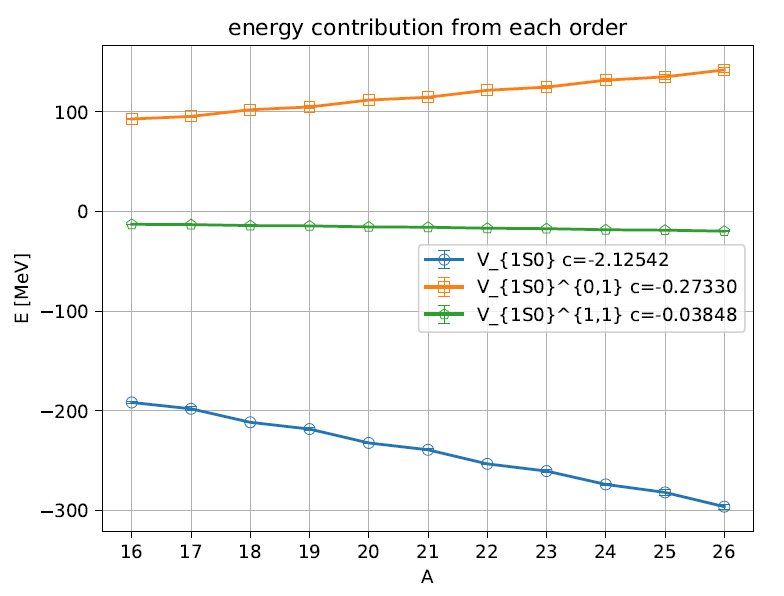 energy contribution from each order
E [MeV]
100
0
−100
−200
−300
V_{1S0} c=-2.12542
V_{1S0}^{0,1} c=-0.27330
V_{1S0}^{1,1} c=-0.03848
16 17 18 19 20 21 22 23 24 25 26
A